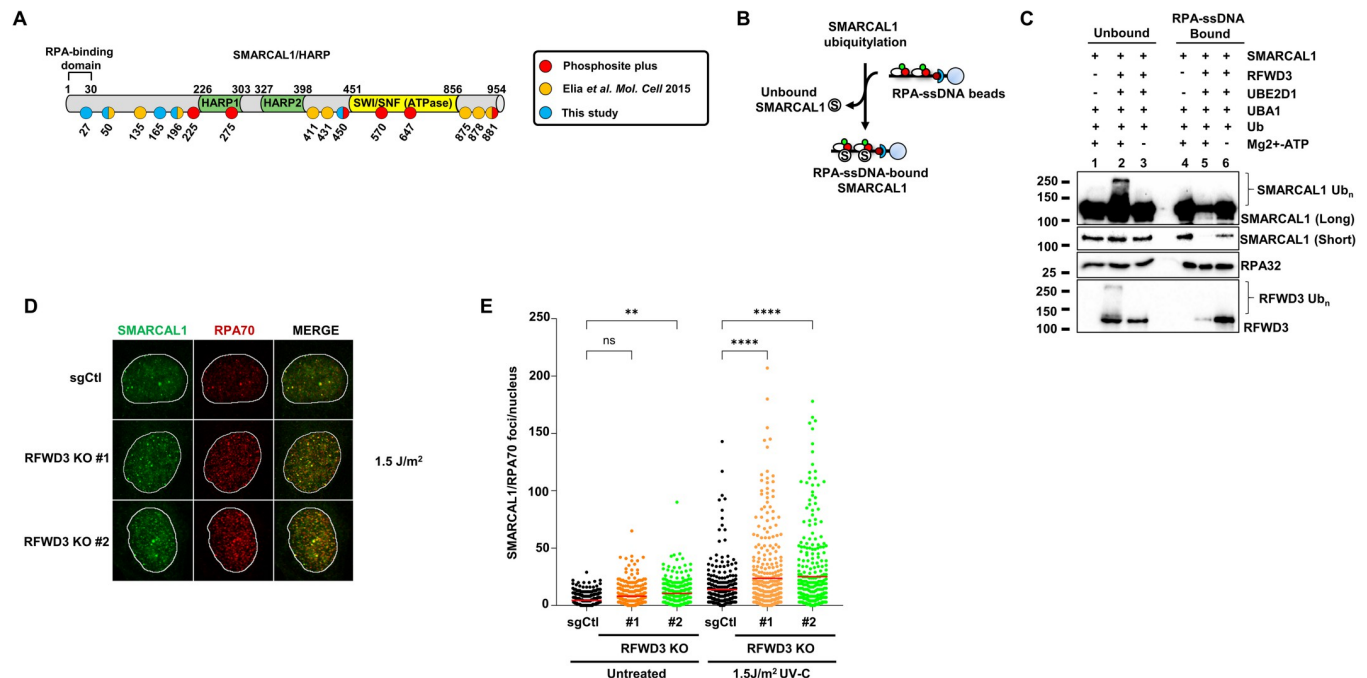 A
RPA-binding
domain
SMARCAL1/HARP
1 30 226 303 327 398 451 856 954
HARP1 HARP2 SWI/SNF (ATPase)
27 50 135 165 196 225 275 411 431 450 570 647 875 878 881
Phosphosite plus
Elia et al. Mol. Cell 2015
This study
B
SMARCAL1
ubiquitylation
RPA-ssDNA beads
Unbound
SMARCAL1 S
S S
RPA-ssDNA-bound
SMARCAL1
C
Unbound
RPA-ssDNA
Bound
+ + + + + + SMARCAL1
- + + - + + RFWD3
- + + - + + UBE2D1
+ + + + + + UBA1
+ + + + + + Ub
+ + - + + - Mg2+-ATP
1 2 3 4 5 6
250
150
100
SMARCAL1 Ubn
SMARCAL1 (Long)
100
SMARCAL1 (Short)
25
RPA32
250
150
100
RFWD3 Ubn
RFWD3
D
SMARCAL1 RPA70 MERGE
sgCtl
RFWD3 KO #1
RFWD3 KO #2
1.5 J/m2
E
SMARCAL1/RPA70 foci/nucleus
250
200
150
100
50
0
**
ns
****
****
sgCtl #1 #2 sgCtl #1 #2
RFWD3 KO RFWD3 KO
Untreated 1.5J/m2 UV-C